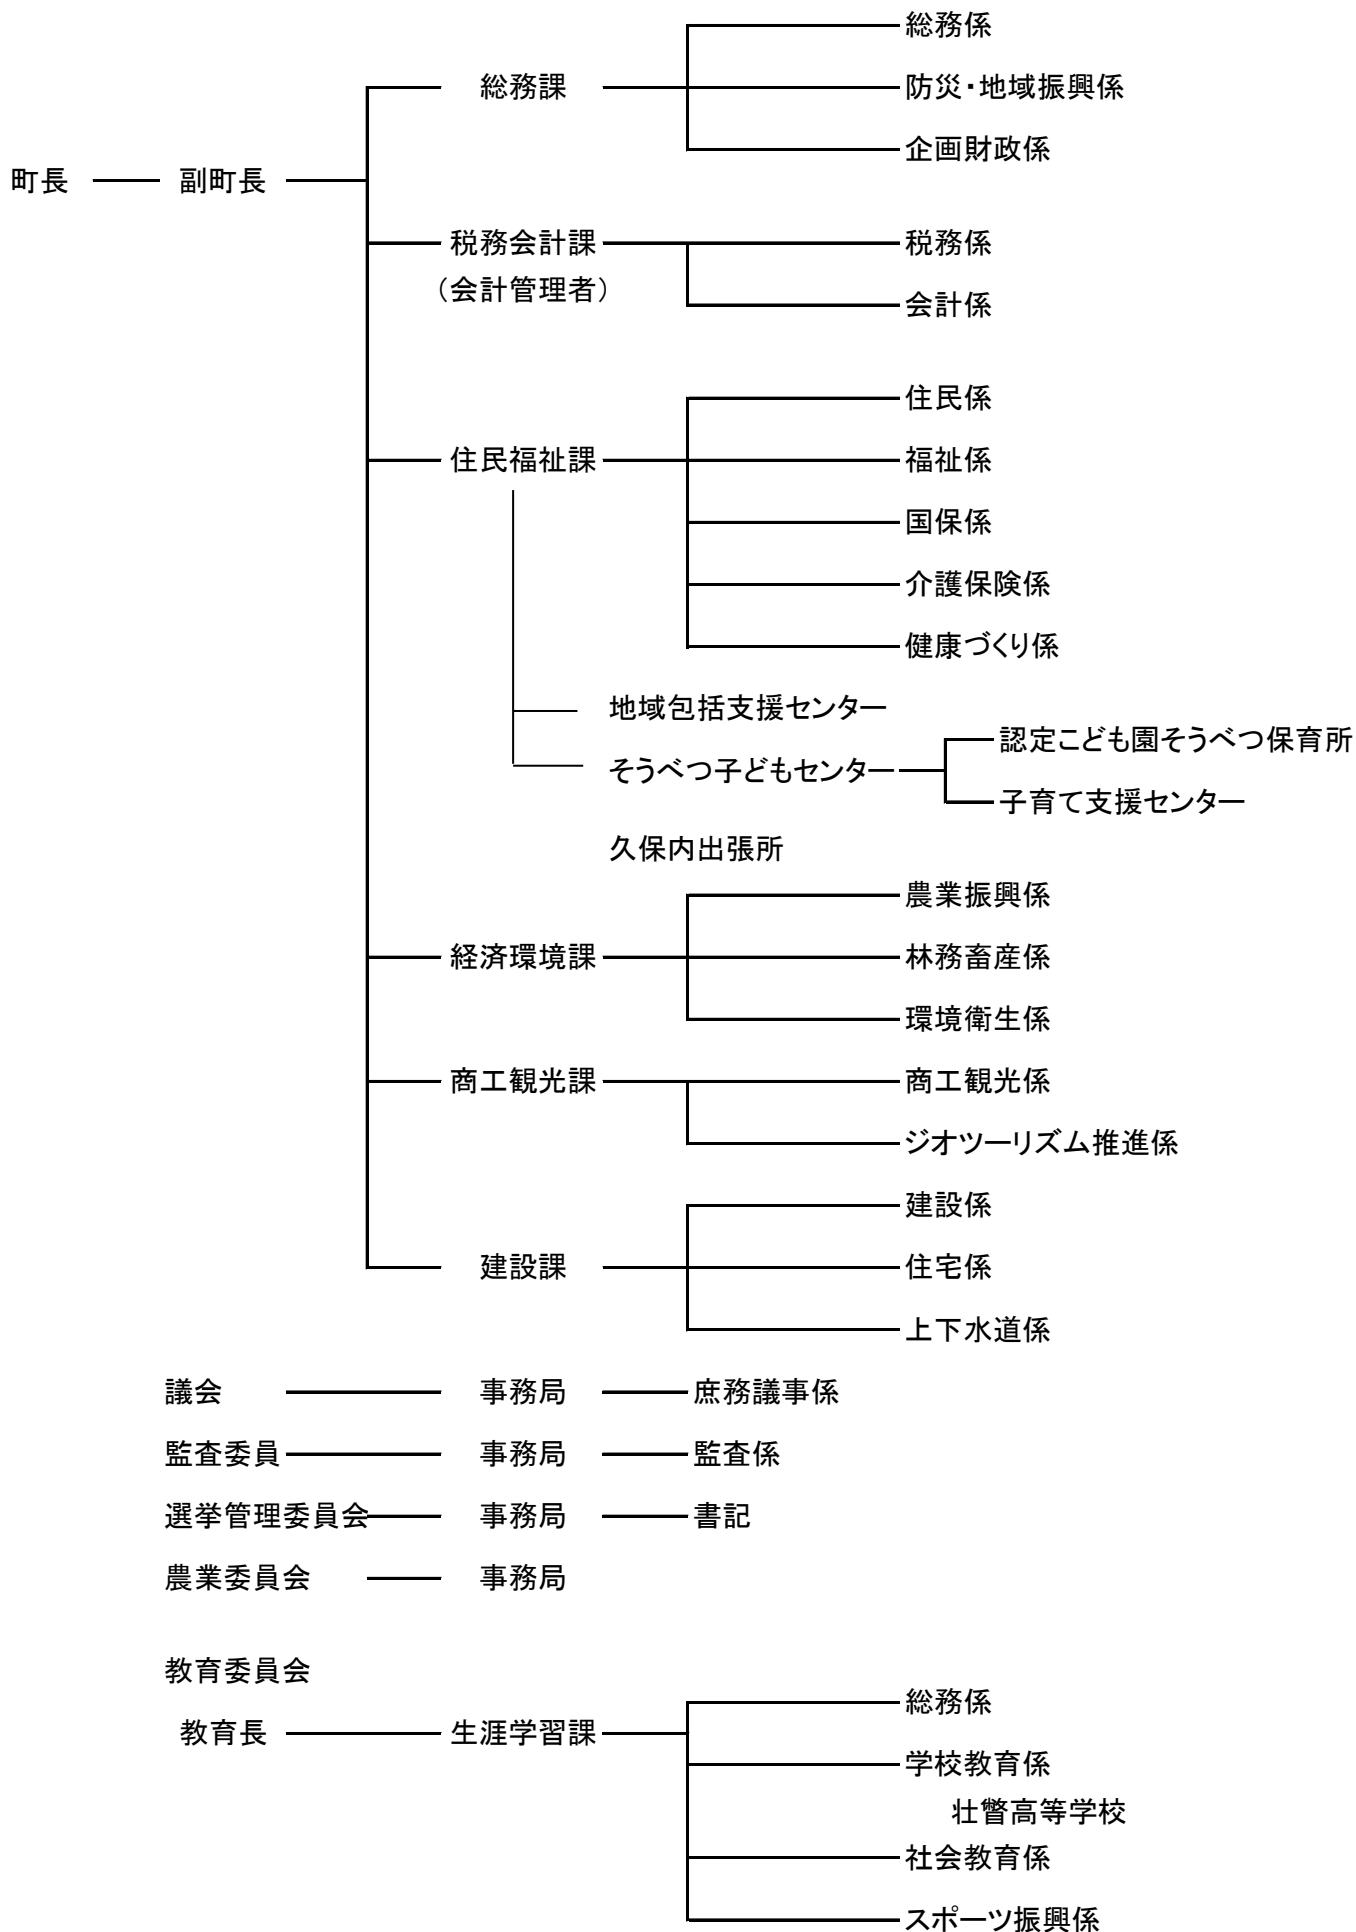 総務係
総務課
防災・地域振興係
企画財政係
町長
副町長
税務会計課
税務係
（会計管理者）
会計係
住民係
住民福祉課
福祉係
国保係
介護保険係
健康づくり係
地域包括支援センター
認定こども園そうべつ保育所
そうべつ子どもセンター
子育て支援センター
久保内出張所
農業振興係
経済環境課
林務畜産係
環境衛生係
商工観光課
商工観光係
ジオツーリズム推進係
建設係
建設課
住宅係
上下水道係
議会
事務局
庶務議事係
監査委員
事務局
監査係
選挙管理委員会
事務局
書記
農業委員会
事務局
教育委員会
総務係
教育長
生涯学習課
学校教育係
壮瞥高等学校
社会教育係
スポーツ振興係